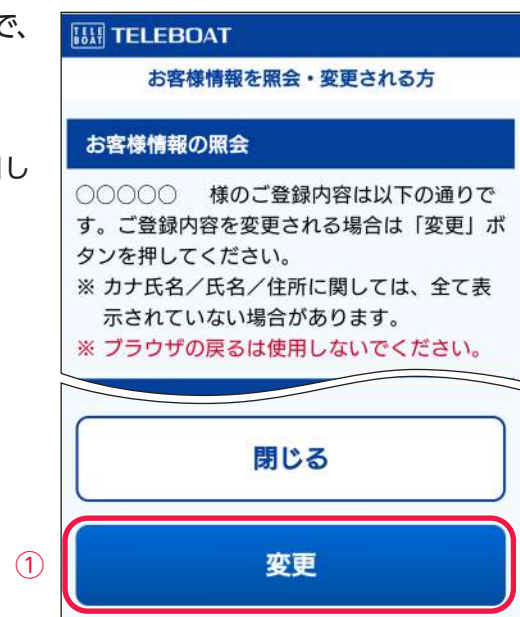 で、
TELE BOAT TELEBOAT
お客様情報を照会・変更される方
お客様情報の照会
し
○○○○○ 様のご登録内容は以下の通りで
す。ご登録内容を変更される場合は「変更」ボ
タンを押してください。
※ カナ氏名／氏名／住所に関しては、全て表
示されていない場合があります。
※ ブラウザの戻るは使用しないでください。
閉じる
① 変更